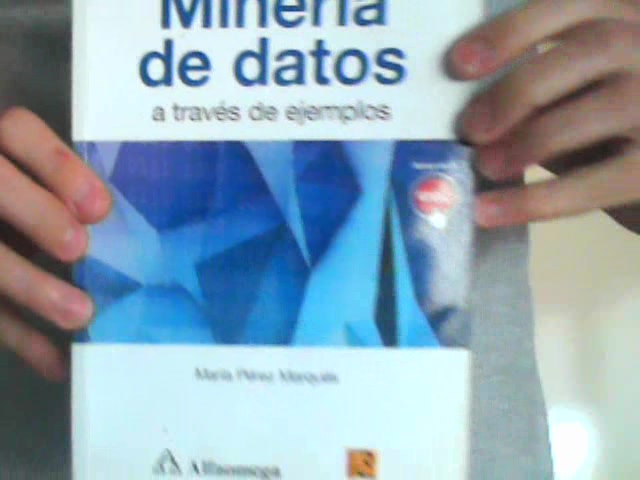 Minería
de datos
a través de ejemplos
María Pérez Marqués
Alfaomega